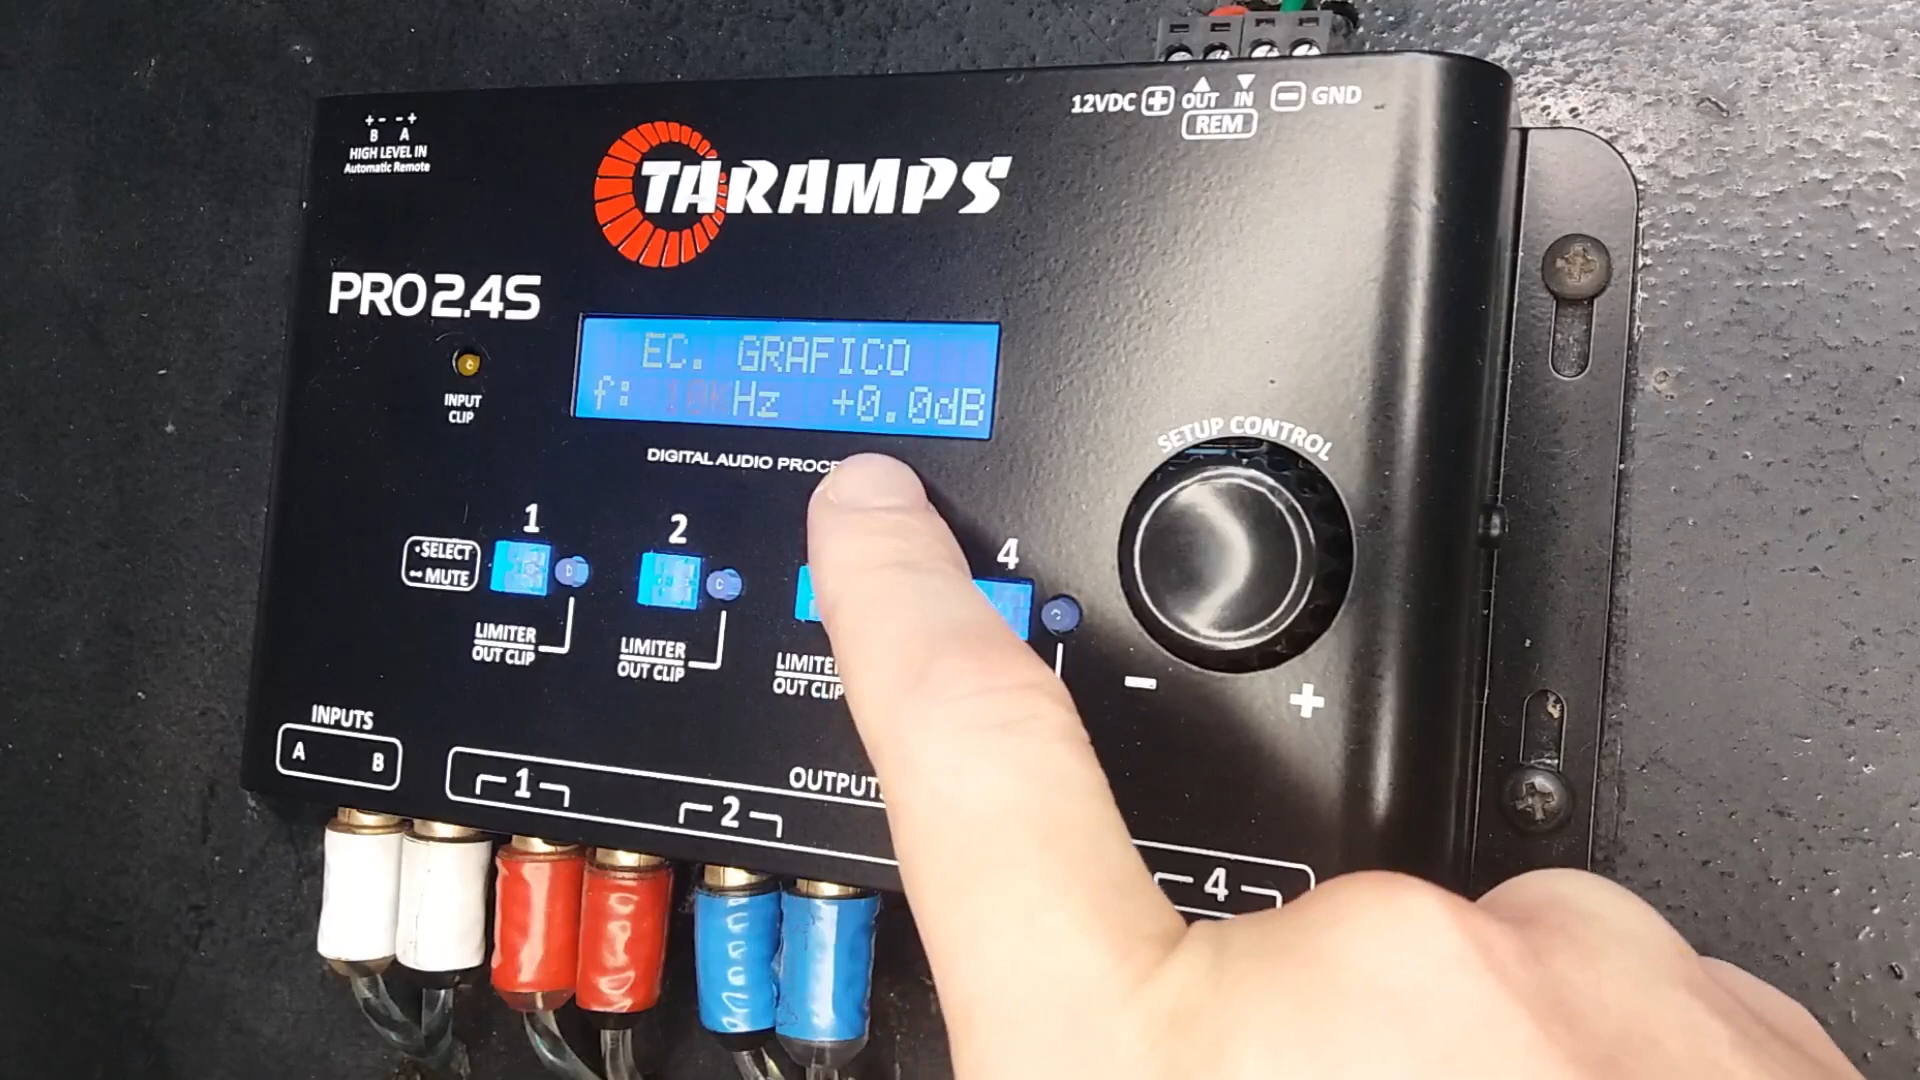 12VDC + OUT IN - GND
REM
+- -+
B A
HIGH LEVEL IN
Automatic Remote
TARAMPS
PRO2.4S
EC. GRAFICO
f: 10KHz +0.0dB
INPUT
CLIP
DIGITAL AUDIO
SETUP CONTROL
1 2 4
SELECT
MUTE
LIMITER
OUT CLIP
LIMITER
OUT CLIP
OUT CLIP
- +
INPUTS
A B
1 2 4